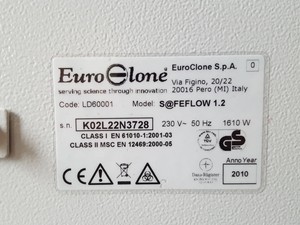 EuroClone
serving science through innovation
EuroClone S.p.A. 0
Via Figino, 20/22
20016 Pero (MI) Italy
Code: LD60001 Model: S@FEFLOW 1.2
s.n. K02L22N3728 230 V~ 50 Hz 1610 W
CLASS I EN 61010-1:2001-03
CLASS II MSC EN 12469:2000-05
GS
Anno Year
2010